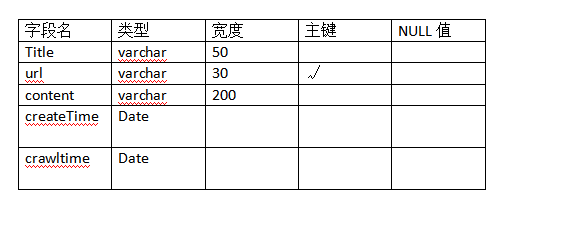 字段名 类型 宽度 主键 NULL 值
Title varchar 50
url varchar 30 √
content varchar 200
createTime Date
crawltime Date